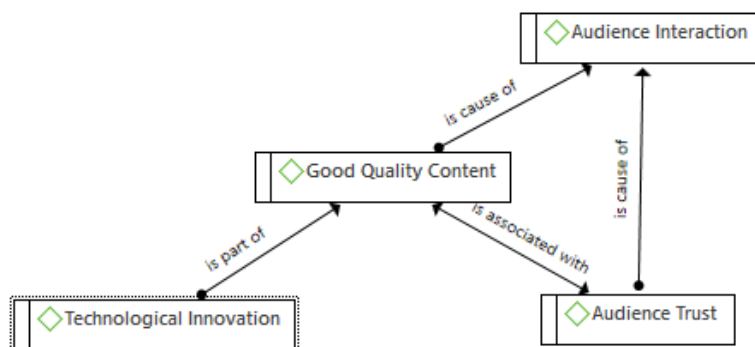 Audience Interaction
is cause of
Good Quality Content
is cause of
is associated with
is part of
Technological Innovation
Audience Trust